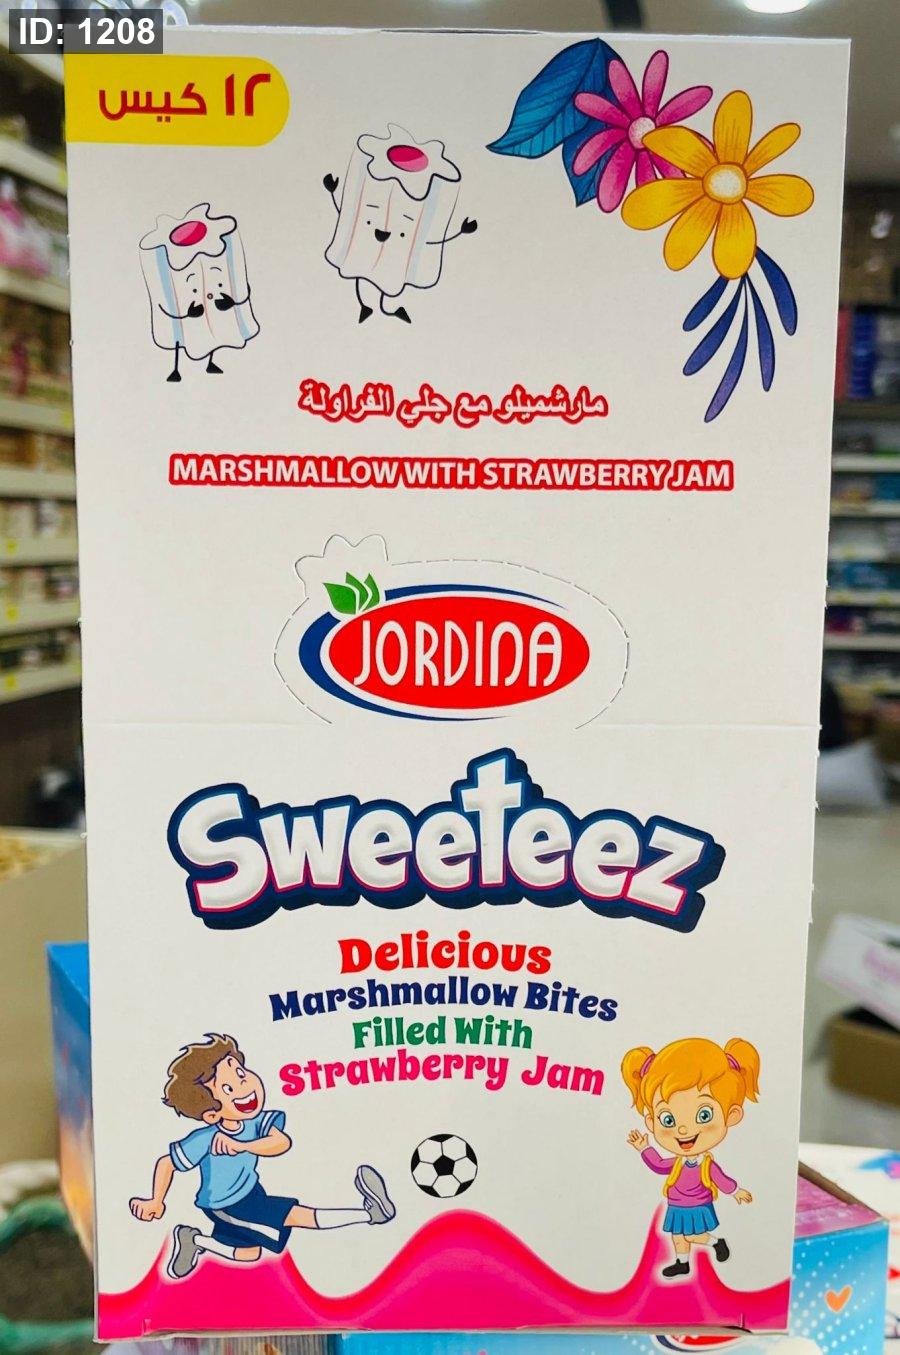 ID: 1208
١٢ كيس
مارشميلو مع جلي الفراولة
MARSHMALLOW WITH STRAWBERRY JAM
JORDINA
Sweeteez
Delicious
Marshmallow Bites
Filled With
Strawberry Jam